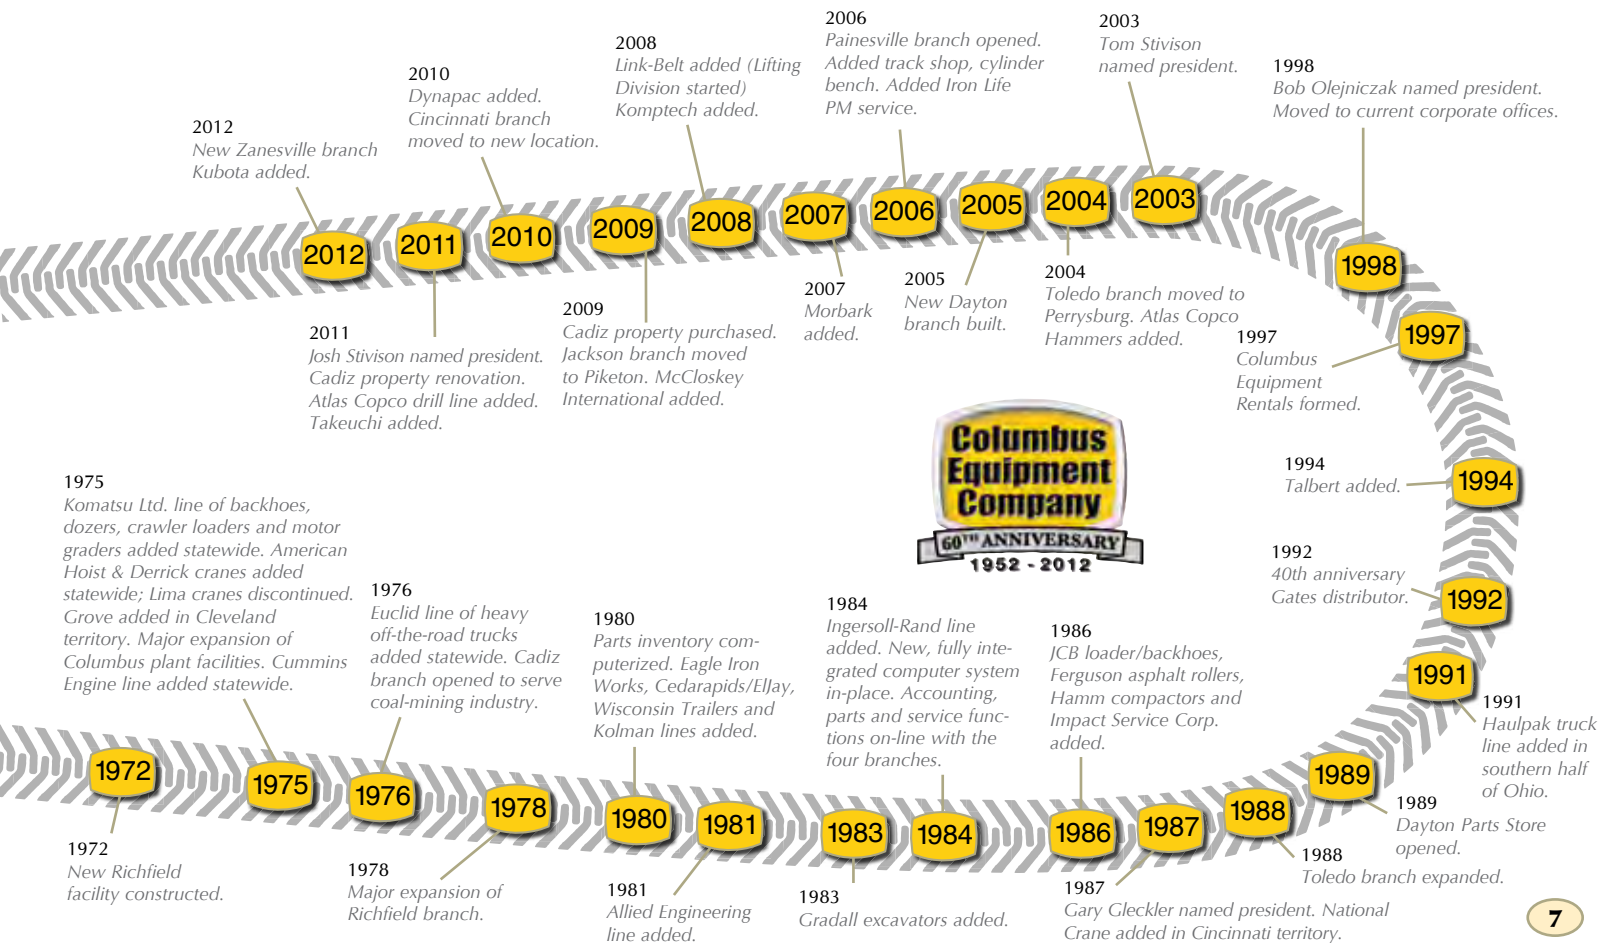 2012
New Zanesville branch
Kubota added.
2010
Dynapac added.
Cincinnati branch
moved to new location.
2008
Link-Belt added (Lifting
Division started)
Komptech added.
2006
Painesville branch opened.
Added track shop, cylinder
bench. Added Iron Life
PM service.
2003
Tom Stivison
named president.
1998
Bob Olejniczak named president.
Moved to current corporate offices.
2012
2011
2010
2009
2008
2007
2006
2005
2004
2003
1998
1997
1994
1992
1991
1989
1988
1987
1986
1984
1983
1981
1980
1978
1976
1975
1972
2011
Josh Stivison named president.
Cadiz property renovation.
Atlas Copco drill line added.
Takeuchi added.
2009
Cadiz property purchased.
Jackson branch moved
to Piketon. McCloskey
International added.
2007
Morbark
added.
2005
New Dayton
branch built.
2004
Toledo branch moved to
Perrysburg. Atlas Copco
Hammers added.
1997
Columbus
Equipment
Rentals formed.
Columbus
Equipment
Company
60TH ANNIVERSARY
1952 - 2012
1994
Talbert added.
1992
40th anniversary
Gates distributor.
1975
Komatsu Ltd. line of backhoes,
dozers, crawler loaders and motor
graders added statewide. American
Hoist & Derrick cranes added
statewide; Lima cranes discontinued.
Grove added in Cleveland
territory. Major expansion of
Columbus plant facilities. Cummins
Engine line added statewide.
1976
Euclid line of heavy
off-the-road trucks
added statewide. Cadiz
branch opened to serve
coal-mining industry.
1980
Parts inventory com-
puterized. Eagle Iron
Works, Cedarapids/ElJay,
Wisconsin Trailers and
Kolman lines added.
1984
Ingersoll-Rand line
added. New, fully inte-
grated computer system
in-place. Accounting,
parts and service func-
tions on-line with the
four branches.
1986
JCB loader/backhoes,
Ferguson asphalt rollers,
Hamm compactors and
Impact Service Corp.
added.
1991
Haulpak truck
line added in
southern half
of Ohio.
1989
Dayton Parts Store
opened.
1988
Toledo branch expanded.
1972
New Richfield
facility constructed.
1978
Major expansion of
Richfield branch.
1981
Allied Engineering
line added.
1983
Gradall excavators added.
1987
Gary Gleckler named president. National
Crane added in Cincinnati territory.
7